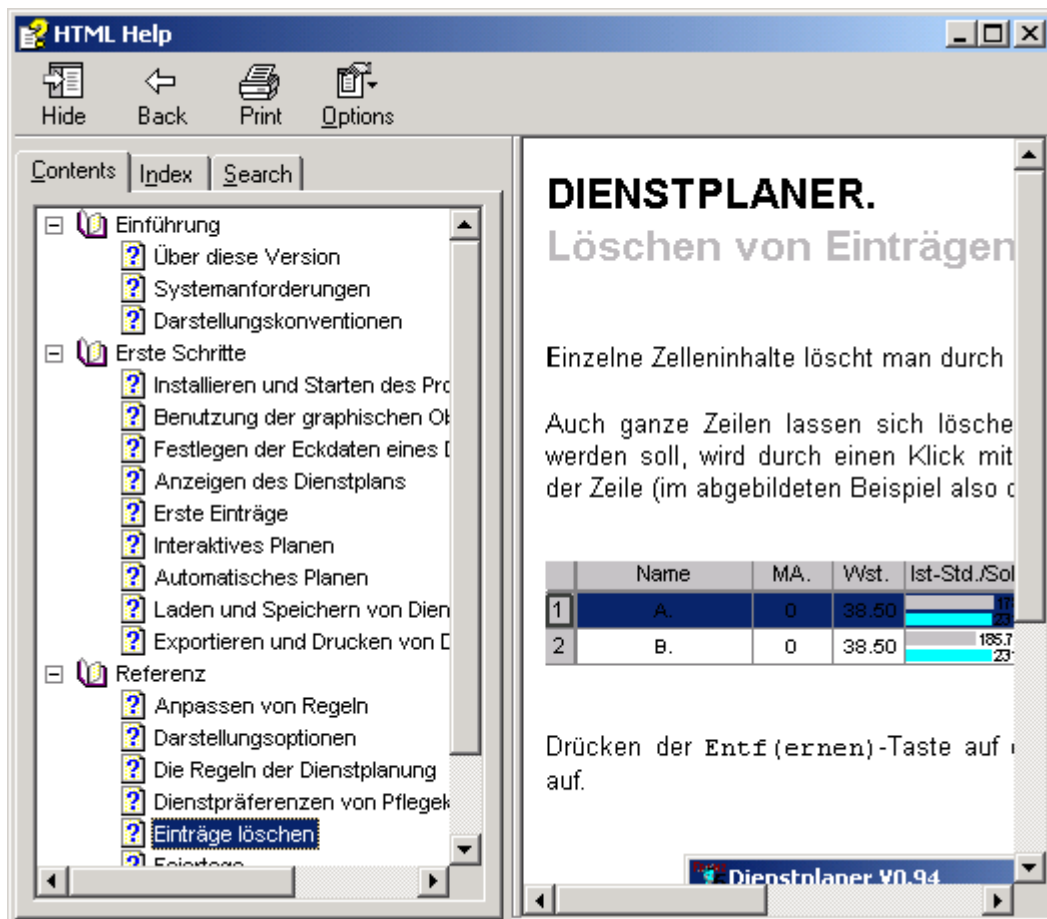 HTML Help
Hide Back Print Options
Contents Index Search
Einführung
Über diese Version
Systemanforderungen
Darstellungskonventionen
Erste Schritte
Installieren und Starten des Pro
Benutzung der graphischen Ob
Festlegen der Eckdaten eines D
Anzeigen des Dienstplans
Erste Einträge
Interaktives Planen
Automatisches Planen
Laden und Speichern von Dien
Exportieren und Drucken von D
Referenz
Anpassen von Regeln
Darstellungsoptionen
Die Regeln der Dienstplanung
Dienstpräferenzen von Pflegek
Einträge löschen
Feiertage
DIENSTPLANER.
Löschen von Einträgen
Einzelne Zelleninhalte löscht man durch
Auch ganze Zeilen lassen sich lösche
werden soll, wird durch einen Klick mit
der Zeile (im abgebildeten Beispiel also d
Name MA. Wst. Ist-Std./Sol
1 A. 0 38.50 17 231
2 B. 0 38.50 185.7 231
Drücken der Entf(ernen)-Taste auf
auf.
Dienstplaner V0.94